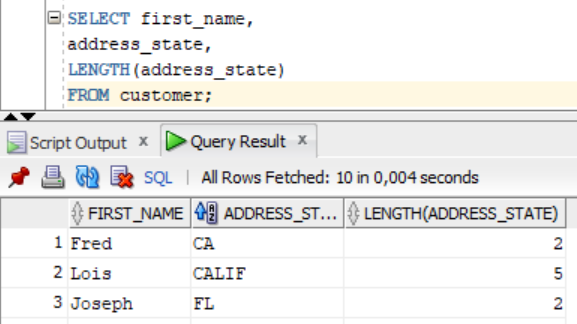 SELECT first_name,
address_state,
LENGTH(address_state)
FROM customer;
Script Output x Query Result x
SQL | All Rows Fetched: 10 in 0,004 seconds
FIRST_NAME ADDRESS_ST... LENGTH(ADDRESS_STATE)
1 Fred CA 2
2 Lois CALIF 5
3 Joseph FL 2